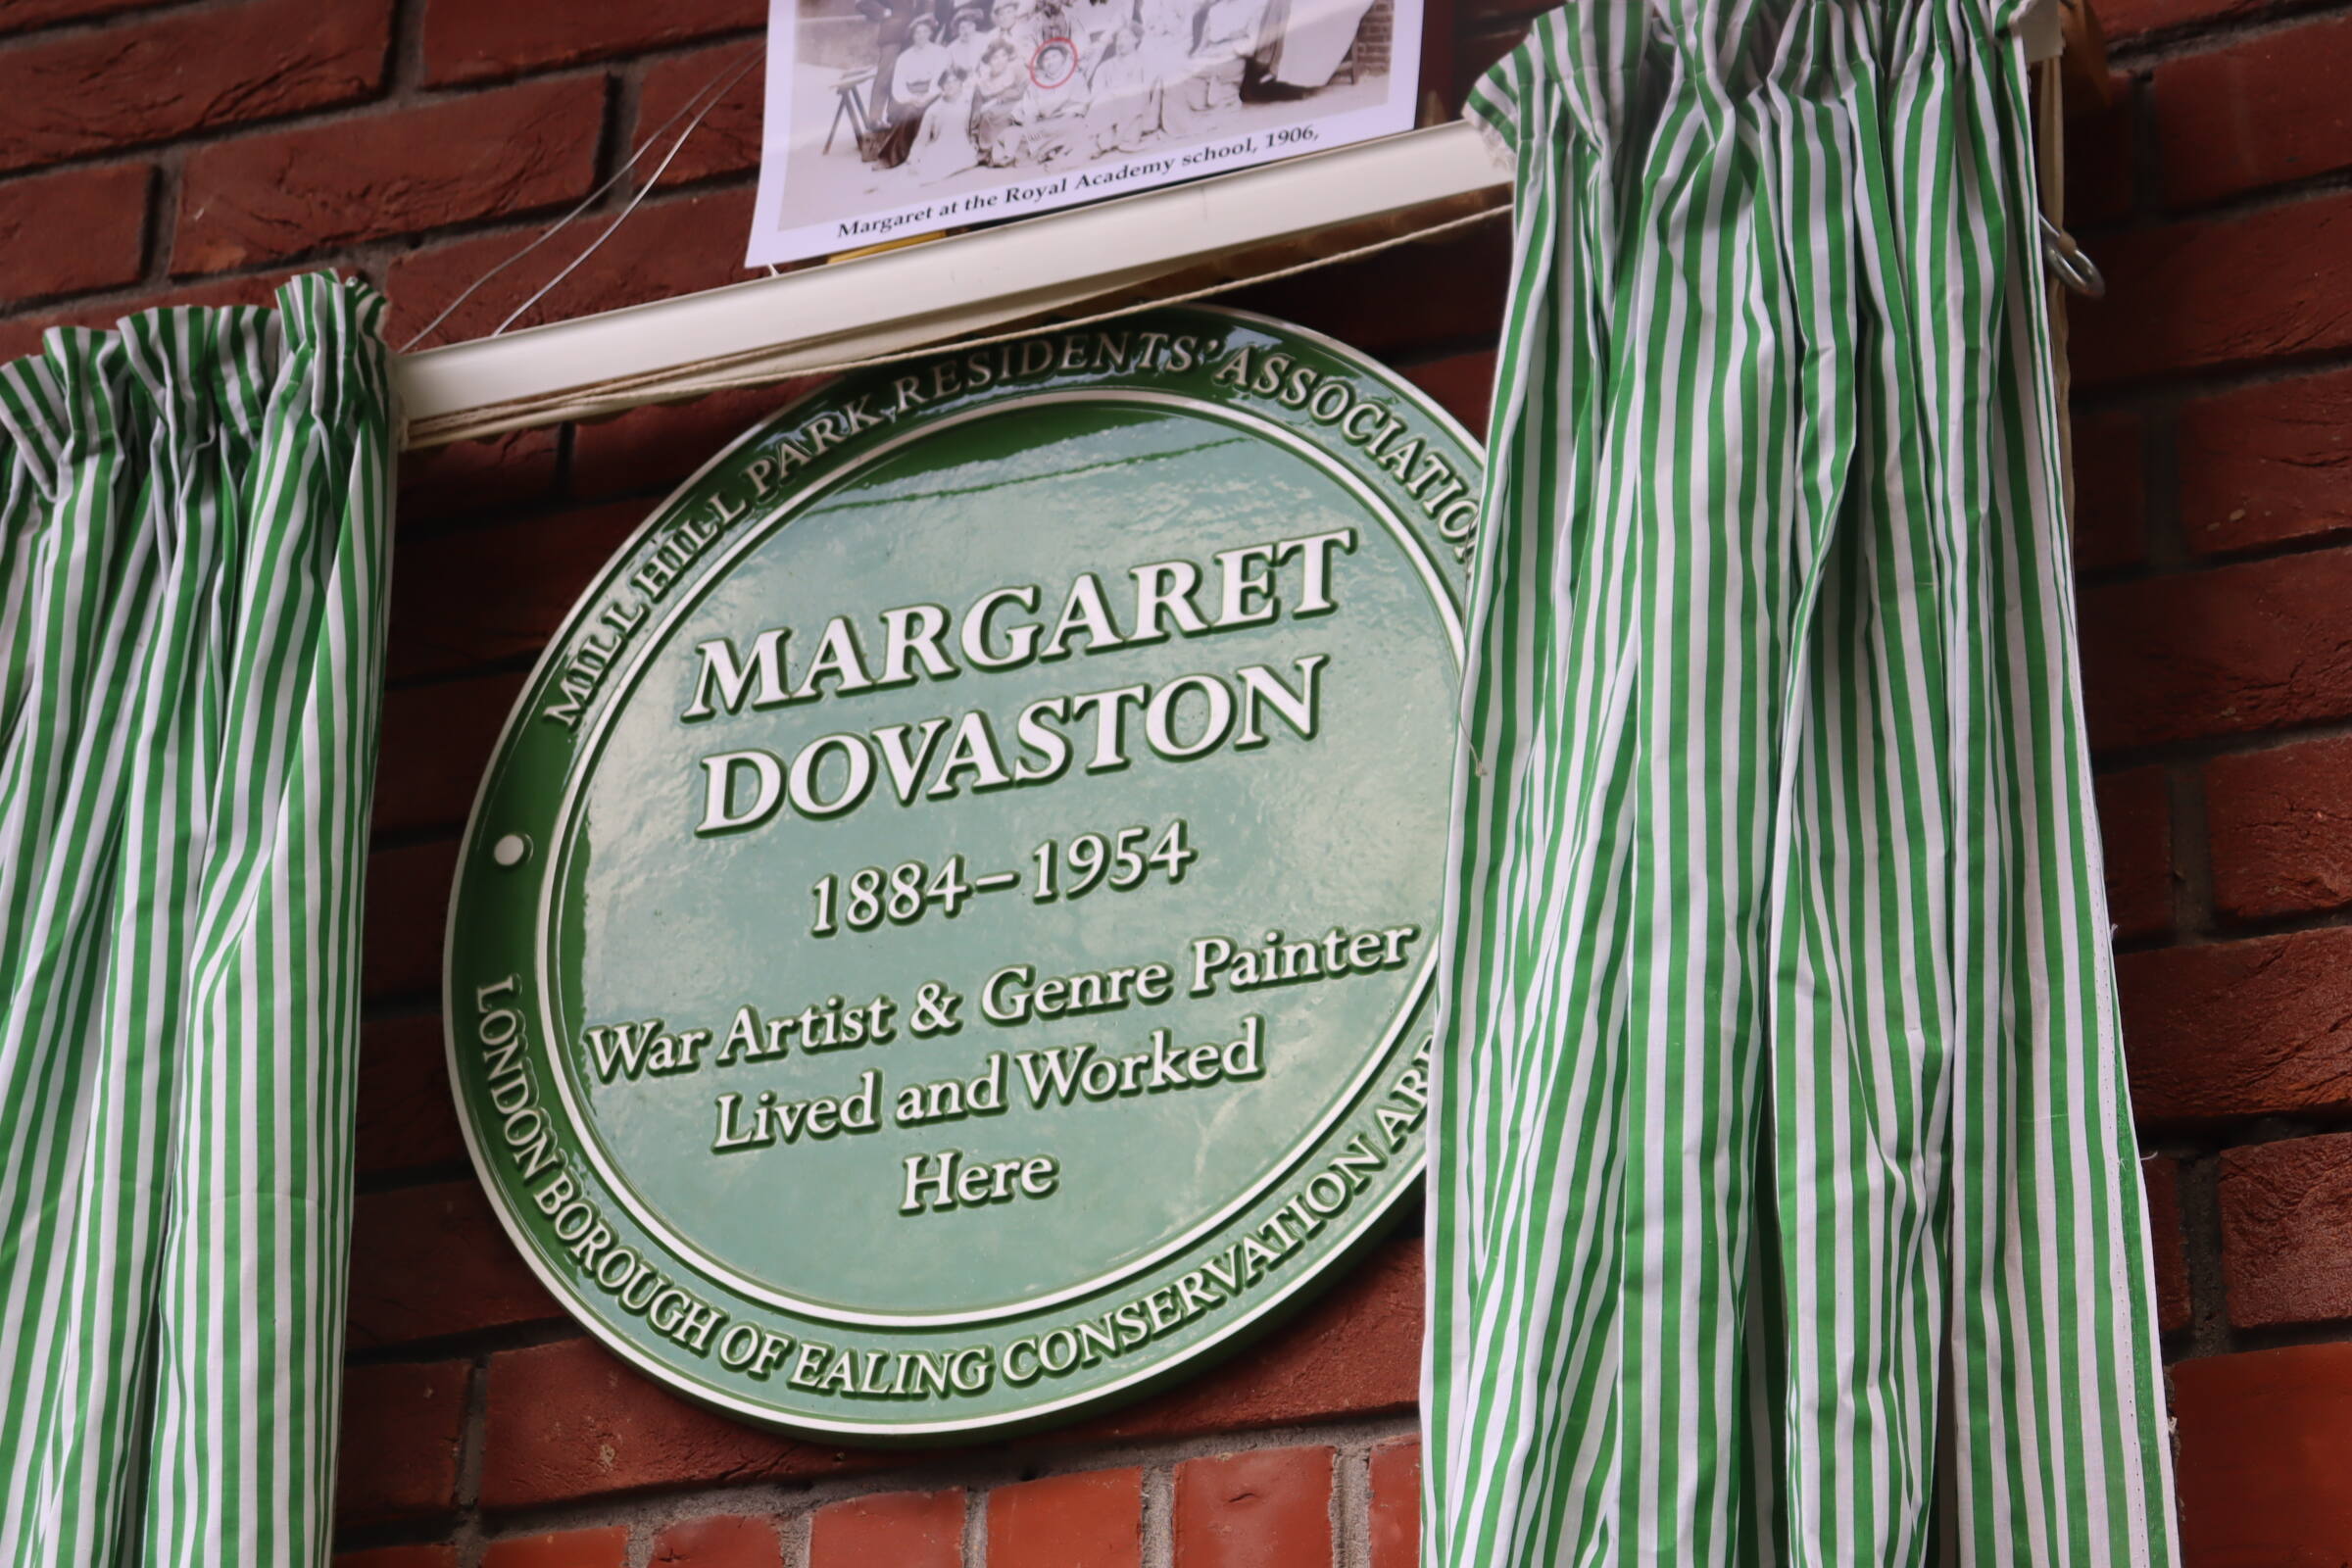 Margaret at the Royal Academy school, 1906,
MILL HILL PARK RESIDENTS' ASSOCIATION
MARGARET
DOVASTON
1884–1954
War Artist & Genre Painter
Lived and Worked
Here
LONDON BOROUGH OF EALING CONSERVATION